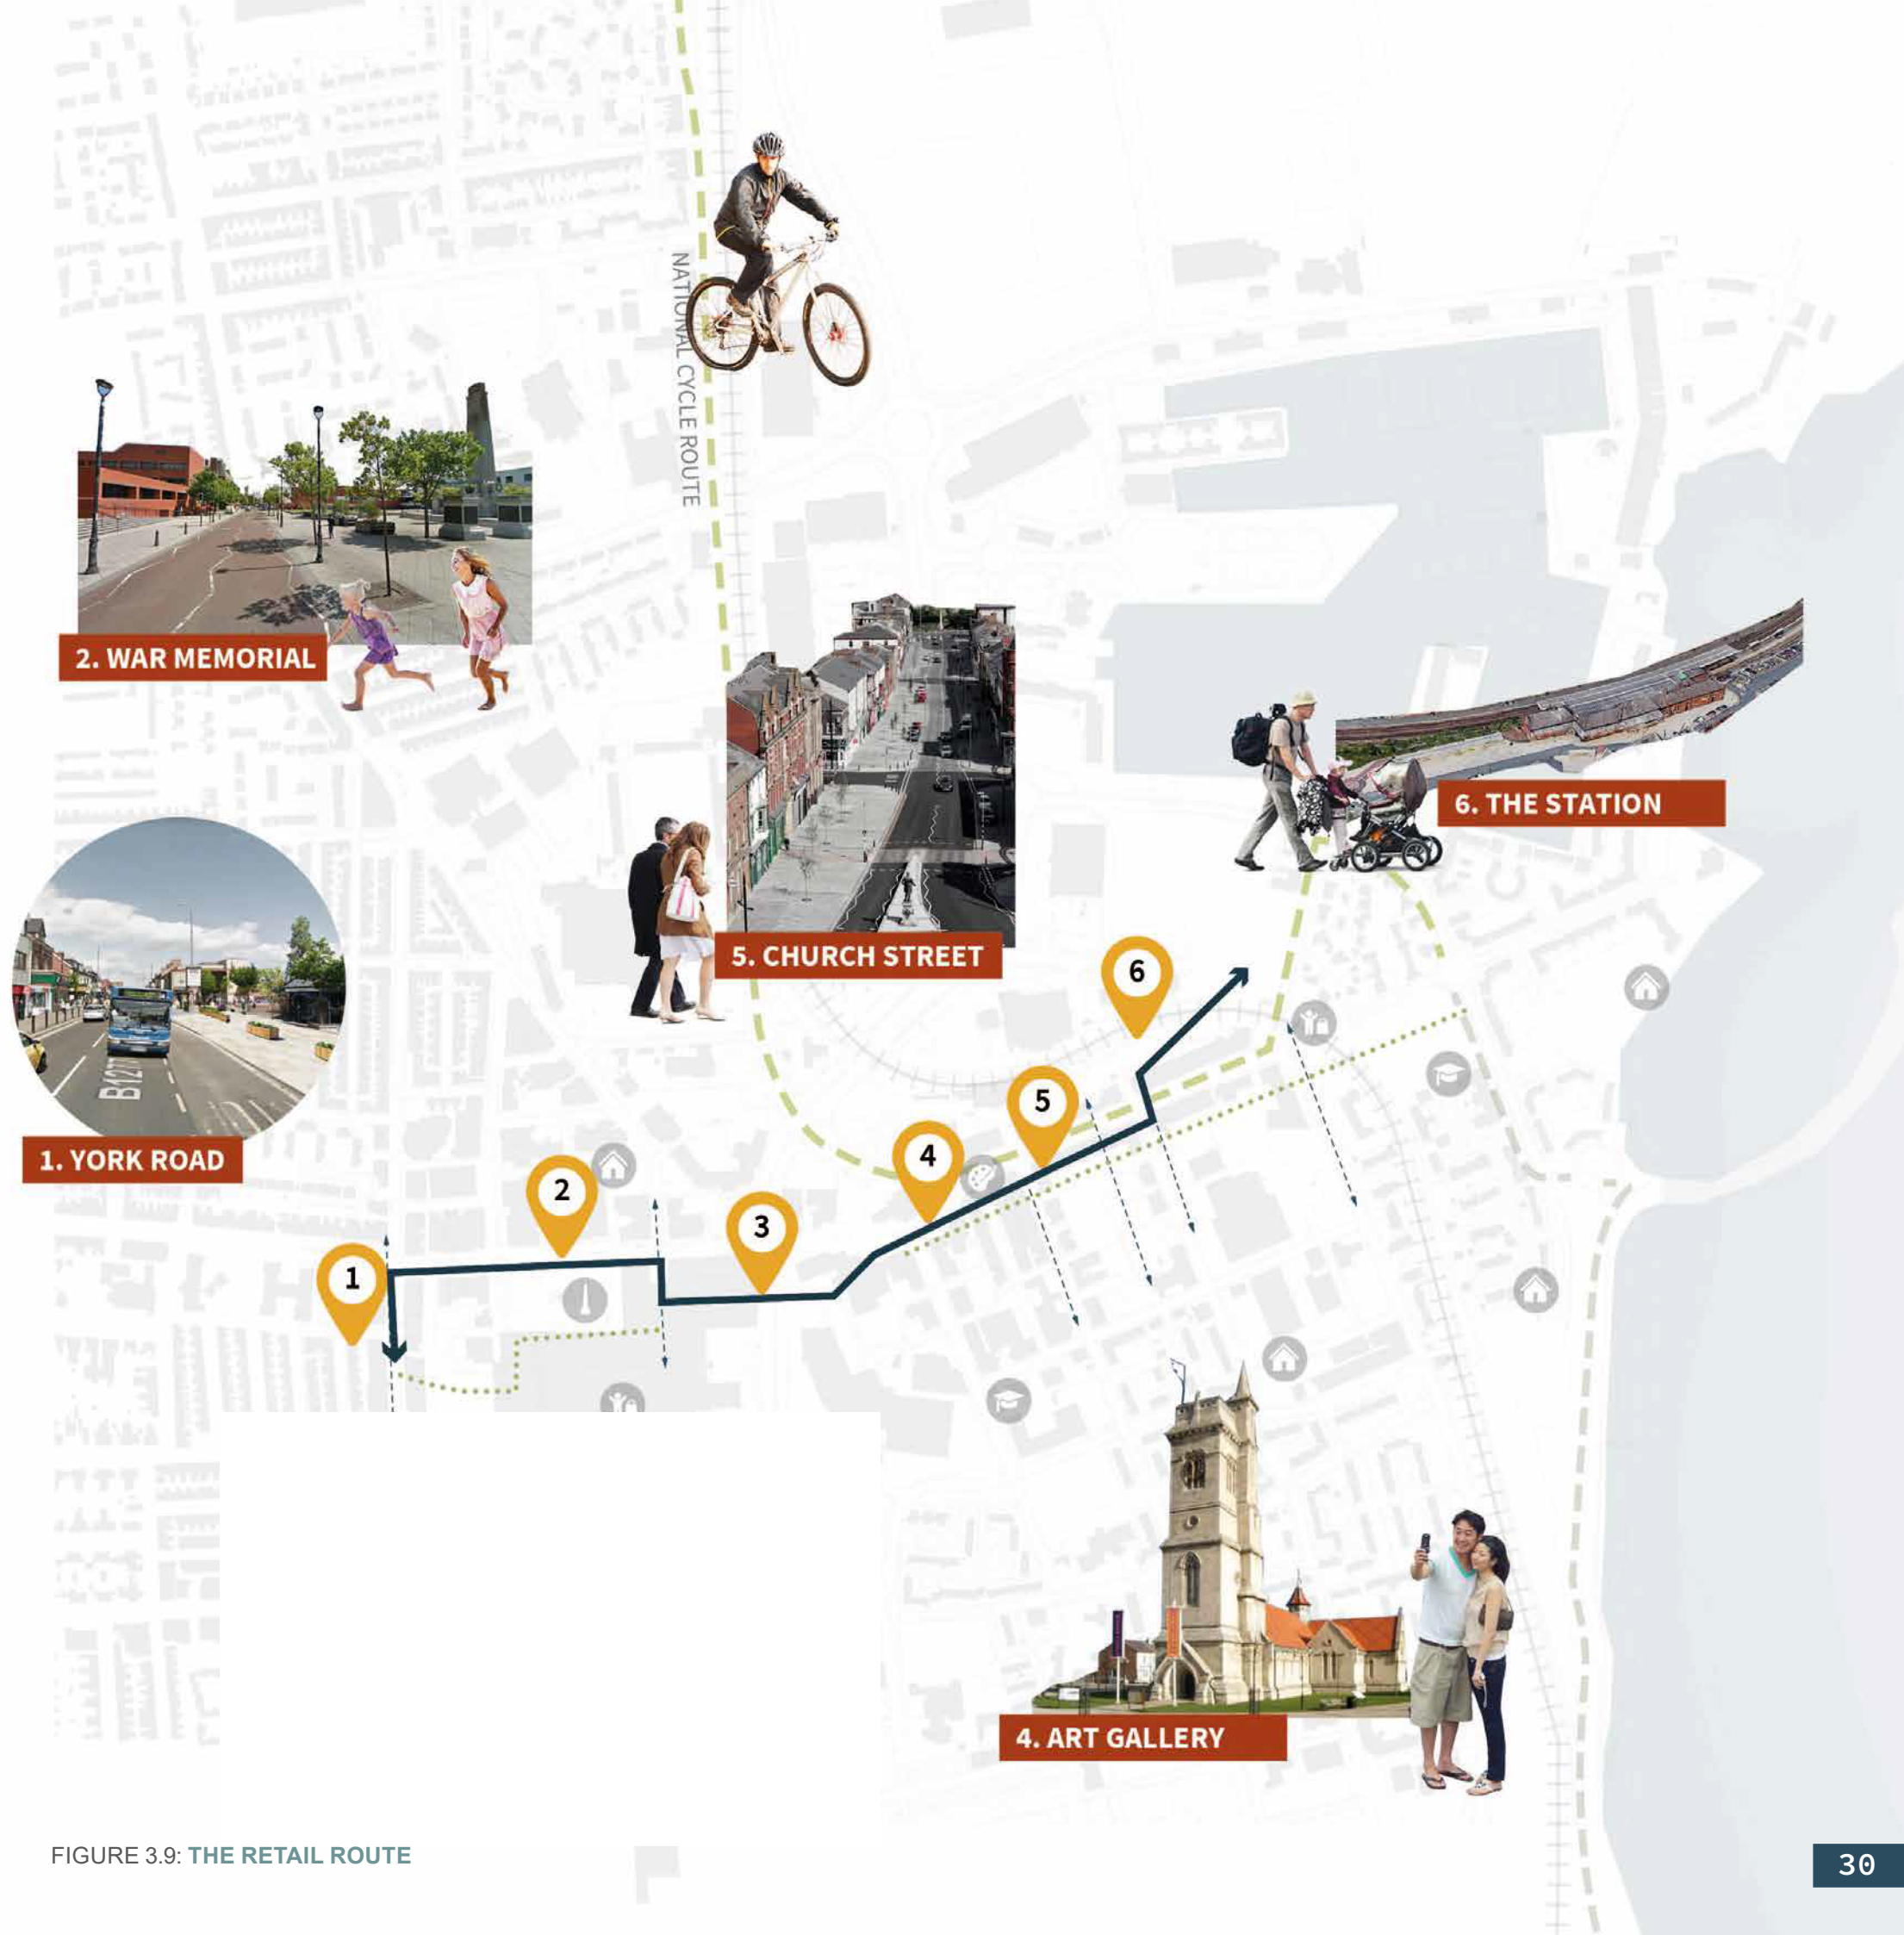 NATIONAL CYCLE ROUTE
2. WAR MEMORIAL
5. CHURCH STREET
6. THE STATION
B127
1. YORK ROAD
6
5
4
2
3
1
4. ART GALLERY
FIGURE 3.9: THE RETAIL ROUTE
30